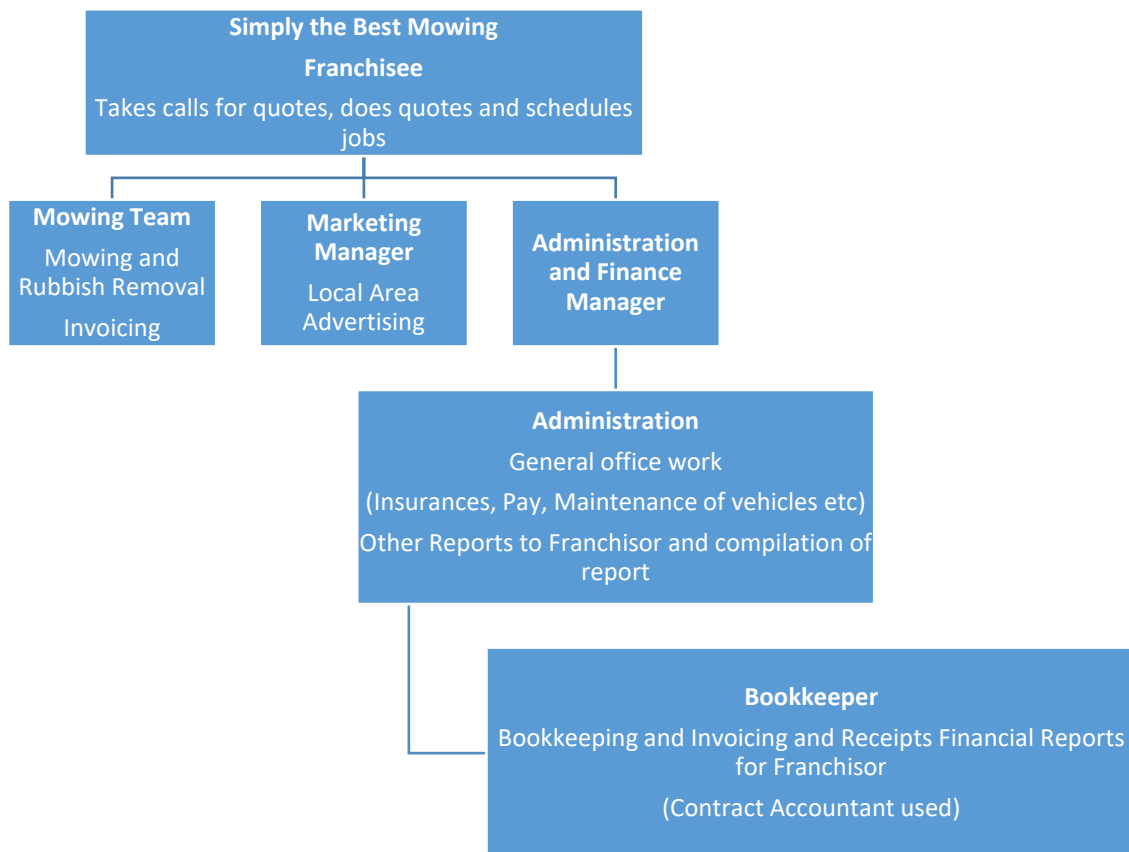 Simply the Best Mowing
Franchisee
Takes calls for quotes, does quotes and schedules
jobs
Mowing Team
Mowing and
Rubbish Removal
Invoicing
Marketing
Manager
Local Area
Advertising
Administration
and Finance
Manager
Administration
General office work
(Insurances, Pay, Maintenance of vehicles etc)
Other Reports to Franchisor and compilation of
report
Bookkeeper
Bookkeeping and Invoicing and Receipts Financial Reports
for Franchisor
(Contract Accountant used)